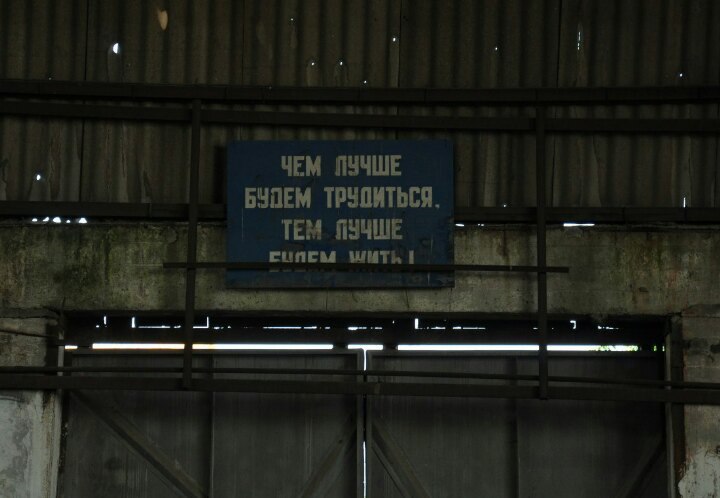 ЧЕМ ЛУЧШЕ
БУДЕМ ТРУДИТЬСЯ,
ТЕМ ЛУЧШЕ
БУДЕМ ЖИТЬ!